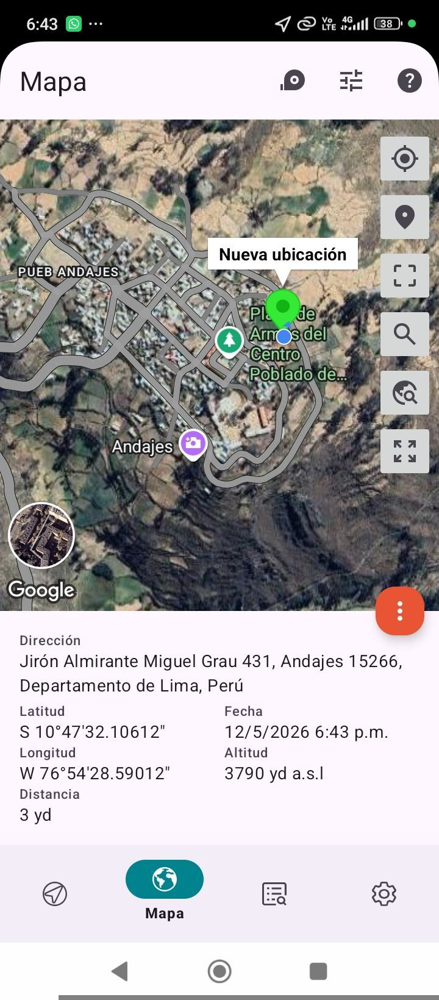 6:43
Vo LTE
4G
38
Mapa
Nueva ubicación
PUEB ANDAJES
Armas del
Centro
Poblado de...
Andajes
Google
Dirección
Jirón Almirante Miguel Grau 431, Andajes 15266,
Departamento de Lima, Perú
Latitud
Fecha
S 10°47'32.10612"
12/5/2026 6:43 p.m.
Longitud
Altitud
W 76°54'28.59012"
3790 yd a.s.l
Distancia
3 yd
Mapa